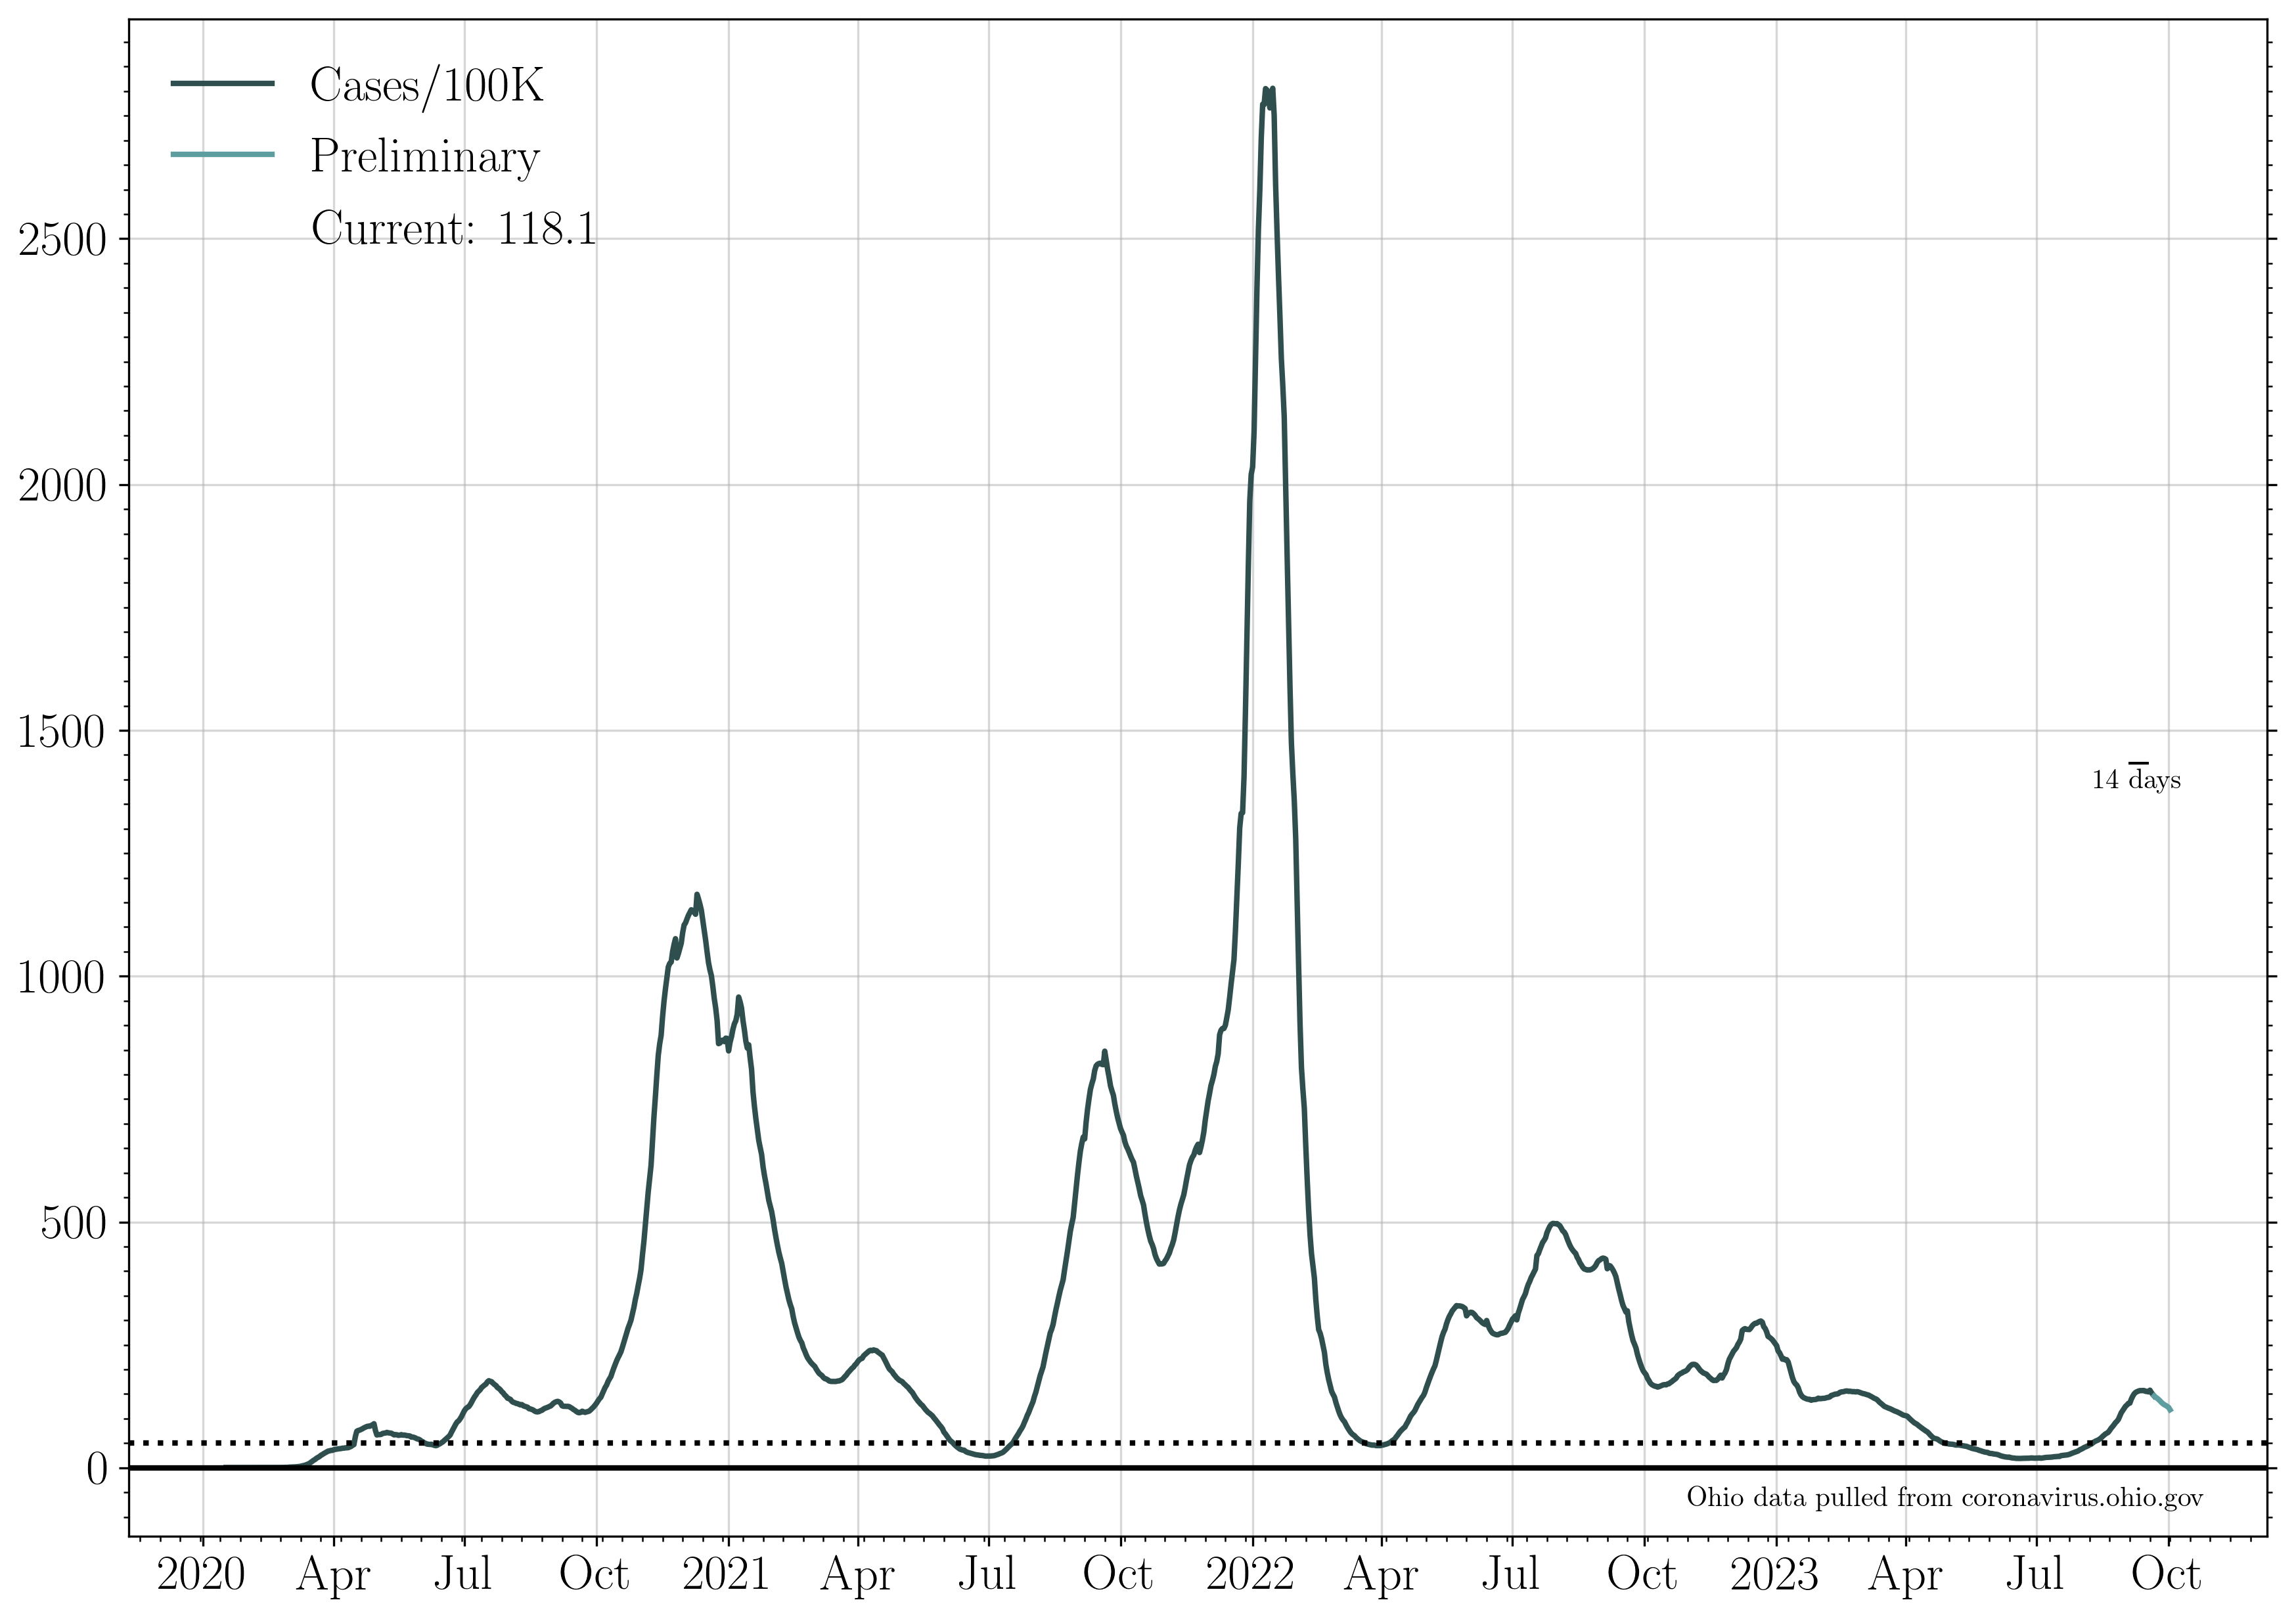 Cases/100K
Preliminary
Current: 118.1
2500
2000
1500
1000
500
0
14 days
Ohio data pulled from coronavirus.ohio.gov
2020 Apr Jul Oct 2021 Apr Jul Oct 2022 Apr Jul Oct 2023 Apr Jul Oct